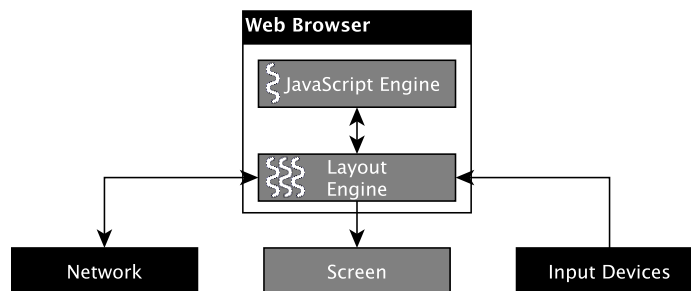 Web Browser
JavaScript Engine
Layout
Engine
Network
Screen
Input Devices